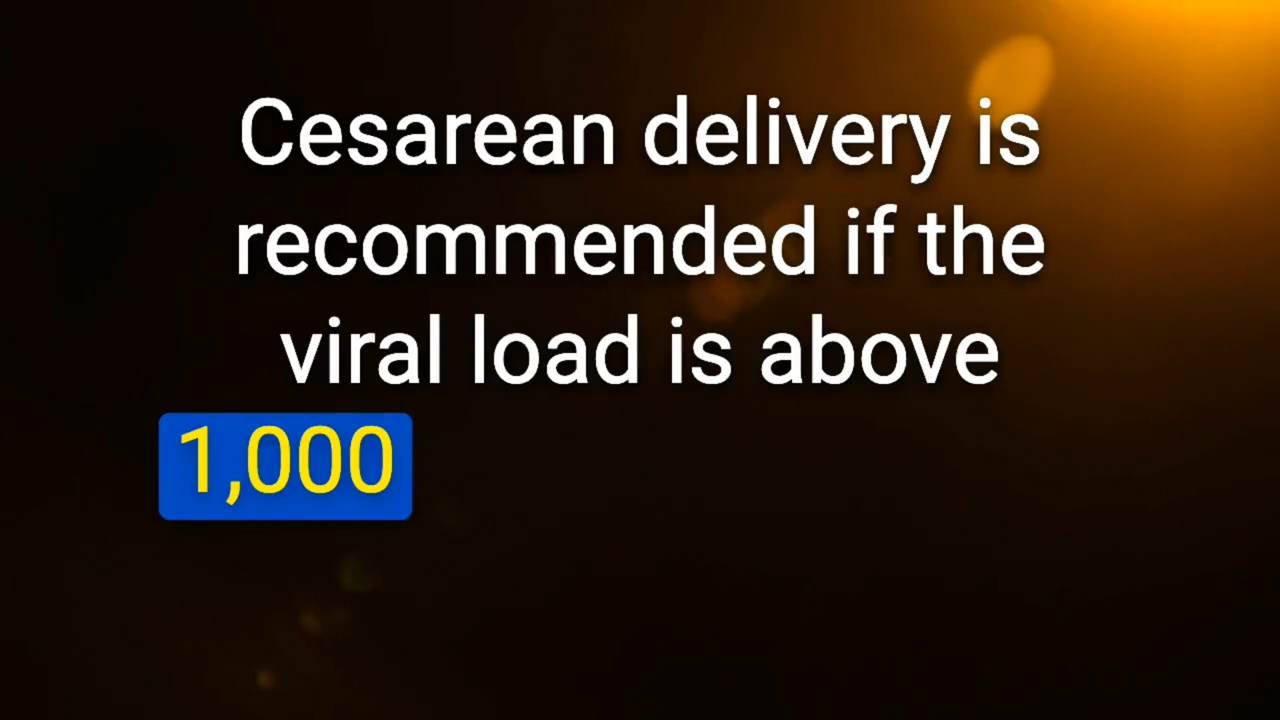 Cesarean delivery is
recommended if the
viral load is above
1,000